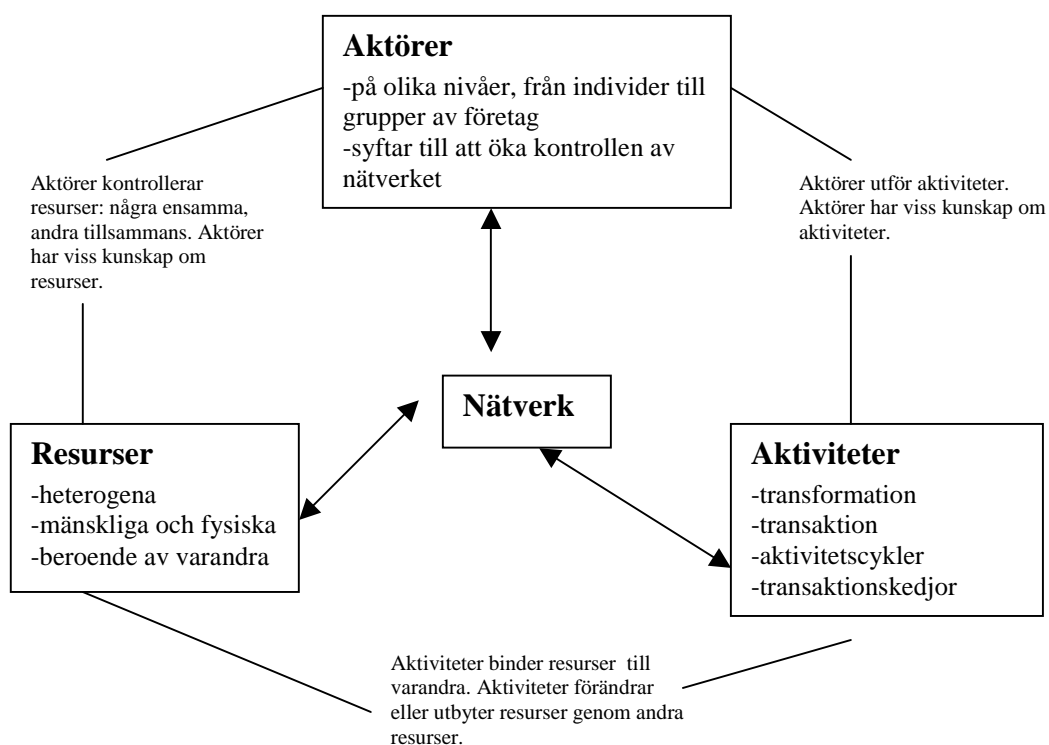 Aktörer
-på olika nivåer, från individer till
grupper av företag
-syftar till att öka kontrollen av
nätverket
Aktörer kontrollerar
resurser: några ensamma,
andra tillsammans. Aktörer
har viss kunskap om
resurser.
Aktörer utför aktiviteter.
Aktörer har viss kunskap om
aktiviteter.
Nätverk
Resurser
-heterogena
-mänskliga och fysiska
-beroende av varandra
Aktiviteter
-transformation
-transaktion
-aktivitetscykler
-transaktionskedjor
Aktiviteter binder resurser till
varandra. Aktiviteter förändrar
eller utbyter resurser genom andra
resurser.